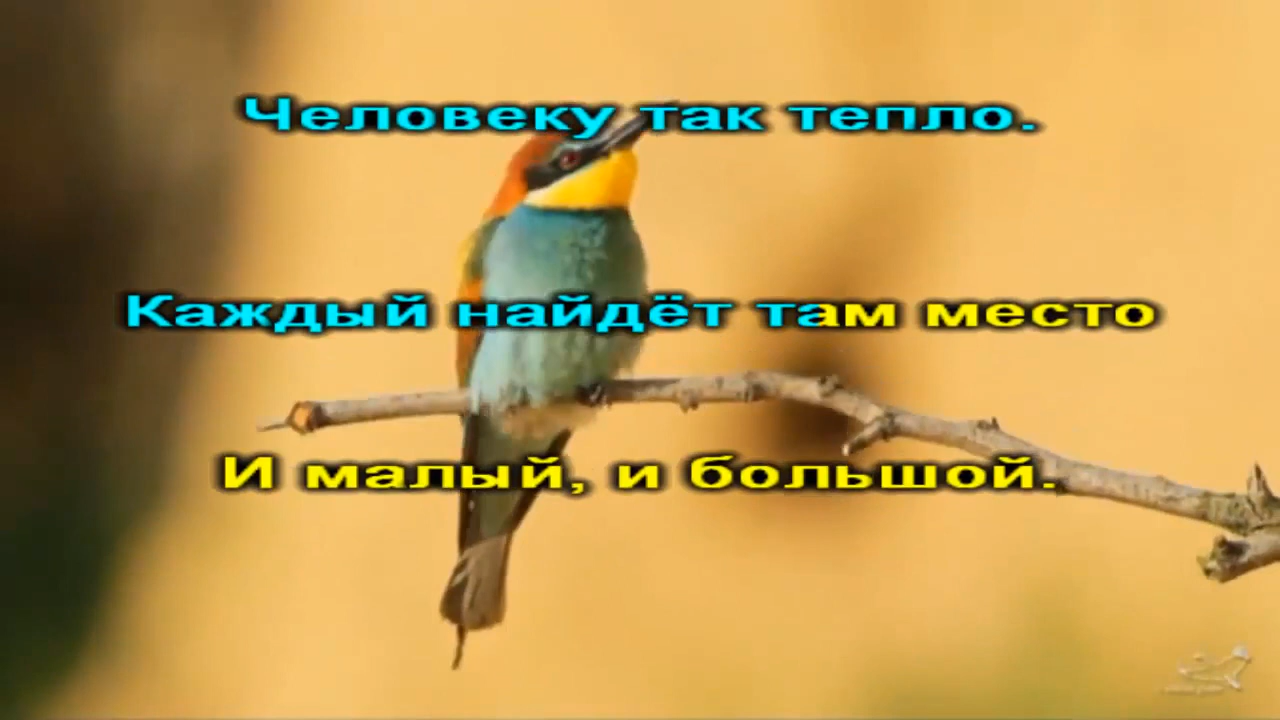 Человеку так тепло.
Каждый найдёт там место
И малый, и большой.